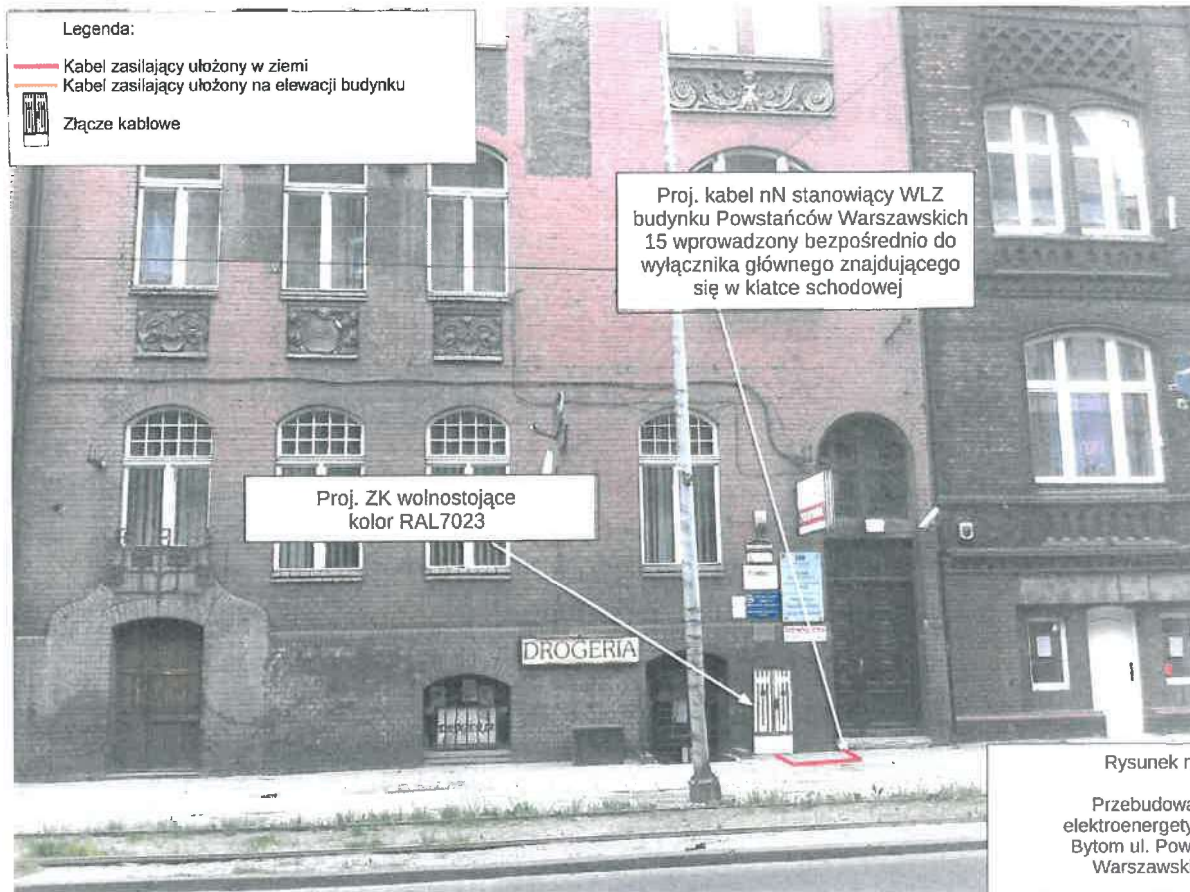 Legenda:
Kabel zasilający ułożony w ziemi
Kabel zasilający ułożony na elewacji budynku
Złącze kablowe
Proj. kabel nN stanowiący WLZ
budynku Powstańców Warszawskich
15 wprowadzony bezpośrednio do
wyłącznika głównego znajdującego
się w klatce schodowej
Proj. ZK wolnostojące
kolor RAL7023
DROGERIA
Rysunek n
Przebudowa
elektroenergety
Bytom ul. Pow
Warszawsk